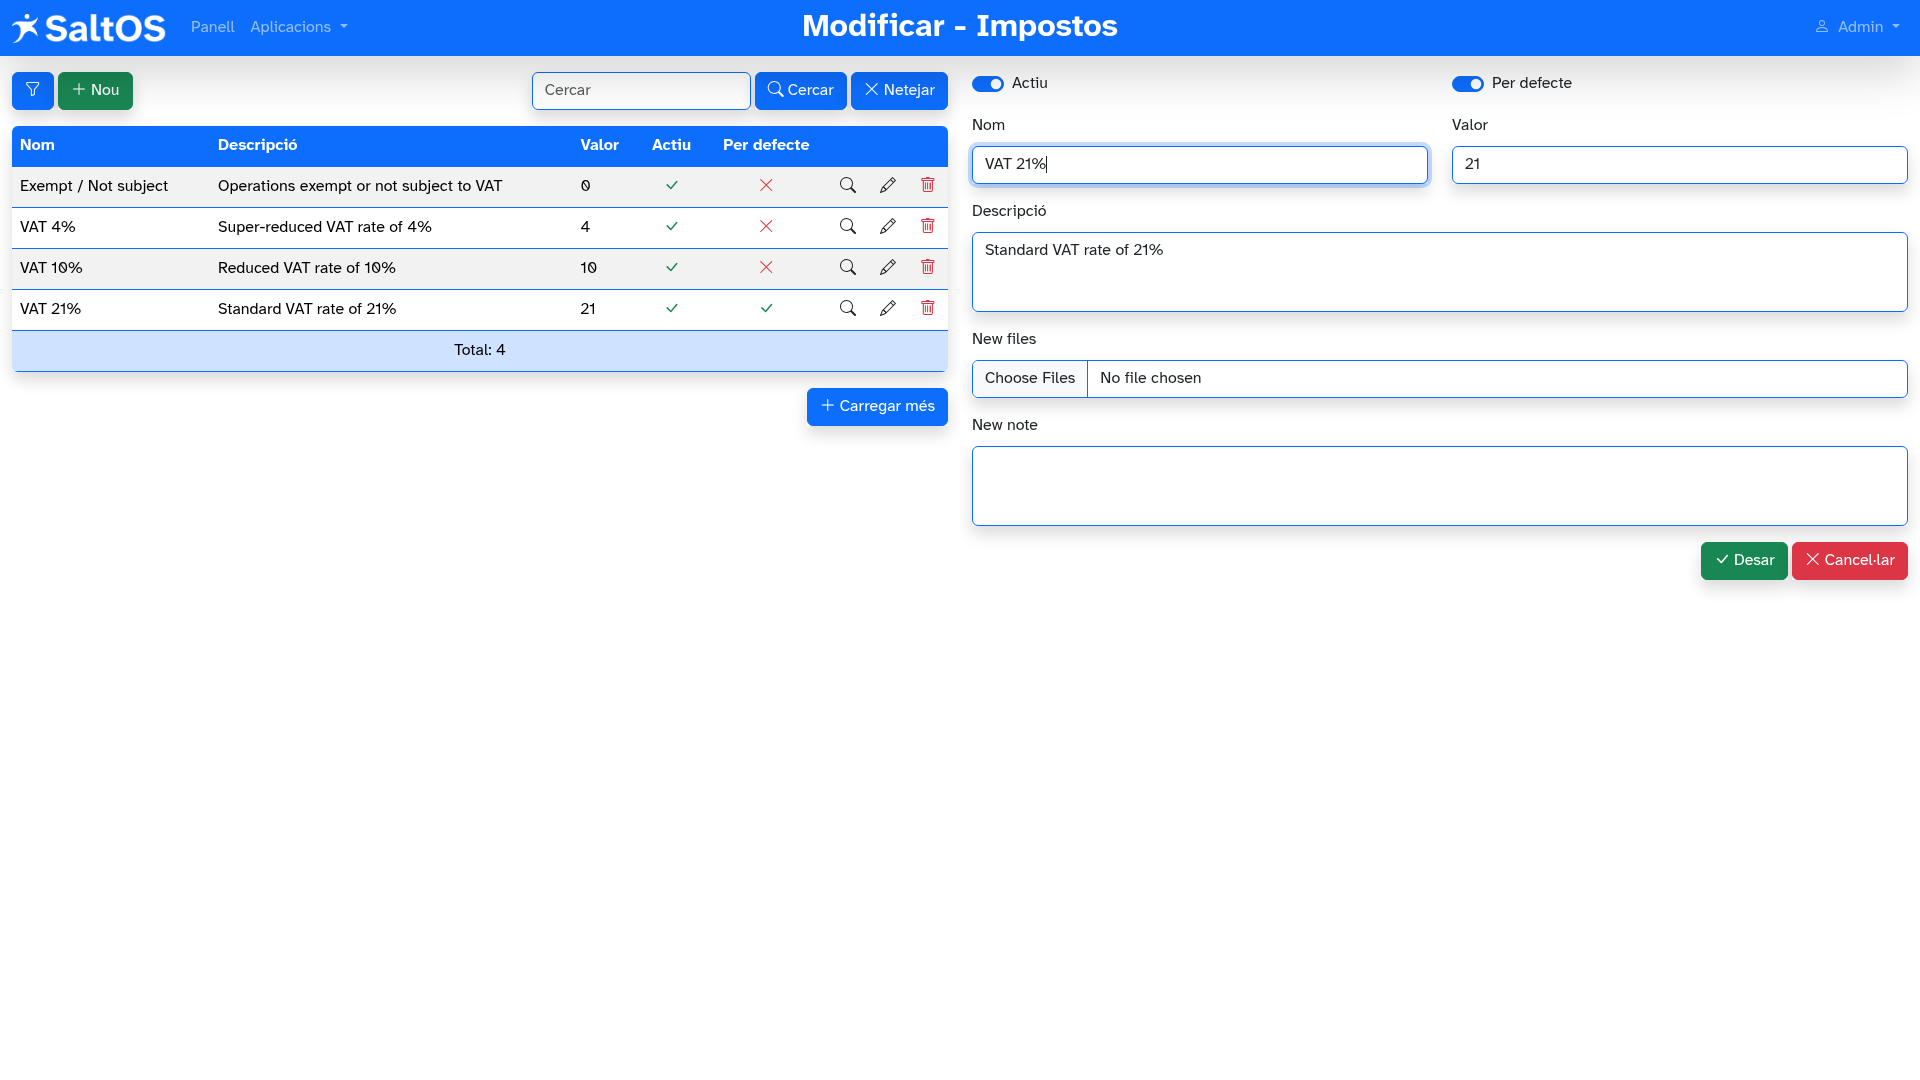 SaltOS Panell Aplicacions Modificar - Impostos Admin
Nou Cercar Cercar Netejar
Nom Descripció Valor Actiu Per defecte
Exempt / Not subject Operations exempt or not subject to VAT 0
VAT 4% Super-reduced VAT rate of 4% 4
VAT 10% Reduced VAT rate of 10% 10
VAT 21% Standard VAT rate of 21% 21
Total: 4
Carregar més
Actiu Per defecte
Nom Valor
VAT 21% 21
Descripció
Standard VAT rate of 21%
New files
Choose Files No file chosen
New note
Desar Cancel·lar